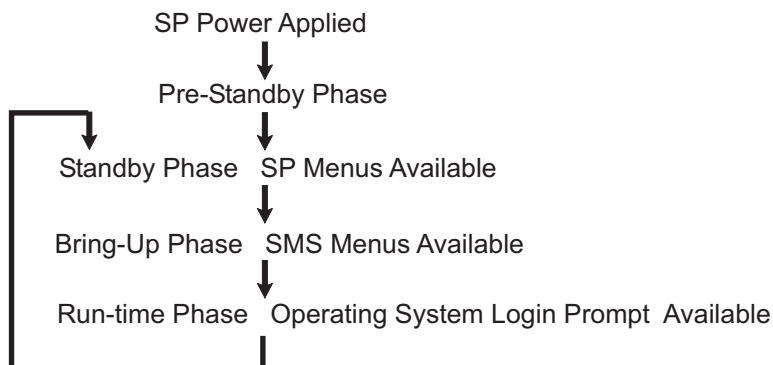 SP Power Applied
Pre-Standby Phase
Standby Phase SP Menus Available
Bring-Up Phase SMS Menus Available
Run-time Phase Operating System Login Prompt Available